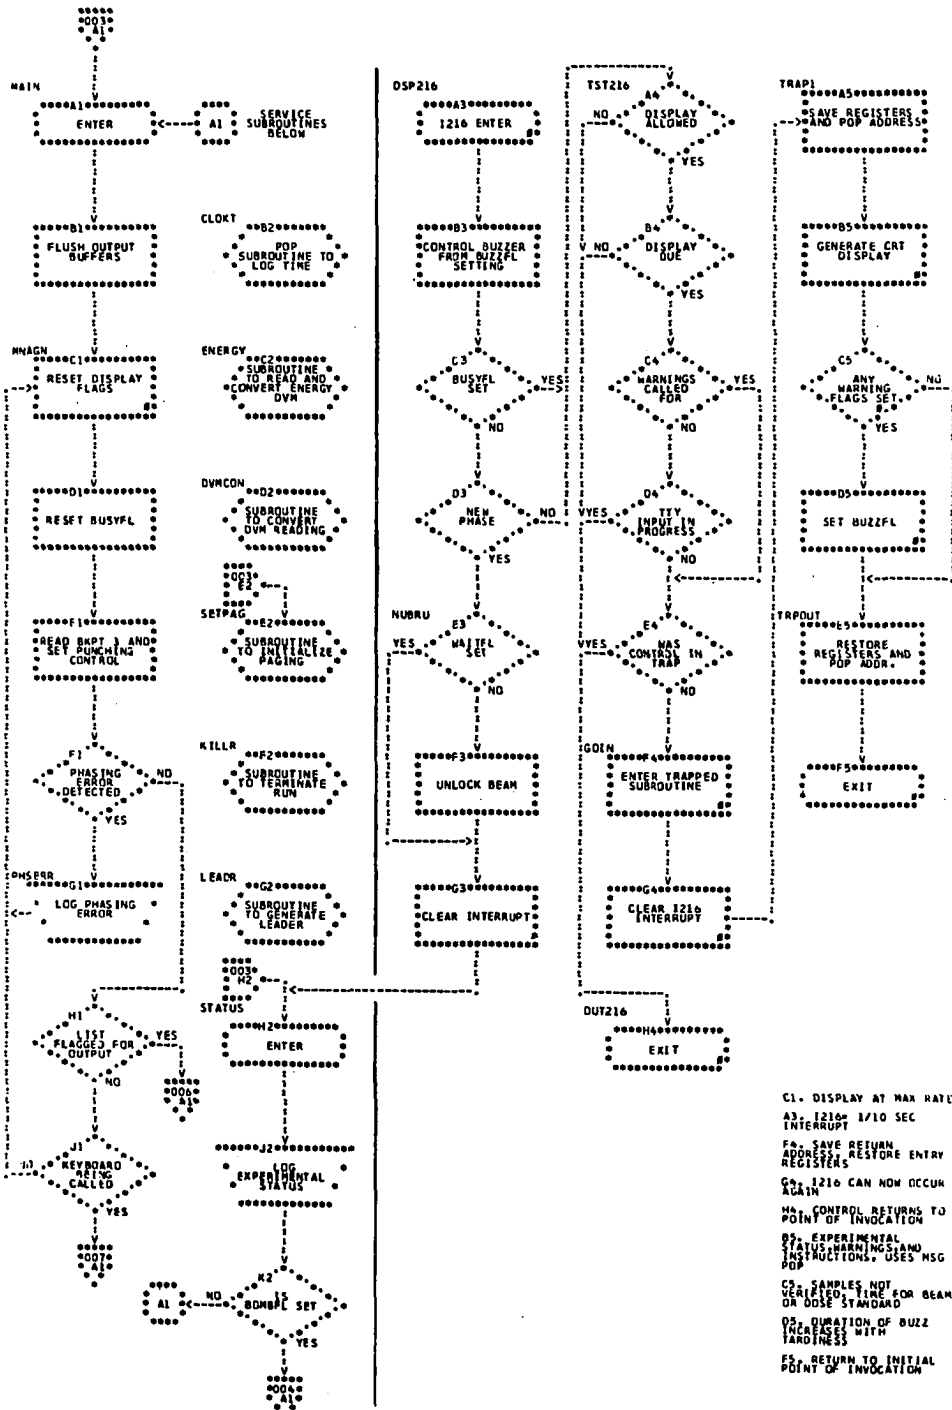 003
A1
MAIN
A1
ENTER
A1
SERVICE
SUBROUTINES
BELOW
B1
FLUSH OUTPUT
BUFFERS
MNAGN
C1
RESET DISPLAY
FLAGS
D1
RESET BUSYFL
E1
READ BKPT 3 AND
SET PUNCHING
CONTROL
F1
PHASING
ERROR
DETECTED
NO
YES
PHSERR
G1
LOG PHASING
ERROR
H1
LIST
FLAGGED FOR
OUTPUT
YES
NO
006
A1
J1
KEYBOARD
BEING
CALLED
NO
YES
007
A1
CLOKT
B2
POP
SUBROUTINE TO
LOG TIME
ENERGY
C2
SUBROUTINE
TO READ AND
CONVERT ENERGY
DVM
DVMCON
D2
SUBROUTINE
TO CONVERT
DVM READING
003
E2
SETPAG
E2
SUBROUTINE
TO INITIALIZE
PAGING
KILLR
F2
SUBROUTINE
TO TERMINATE
RUN
LEADR
G2
SUBROUTINE
TO GENERATE
LEADER
003
H2
STATUS
H2
ENTER
J2
LOG
EXPERIMENTAL
STATUS
K2
IS
BOMBFL SET
NO
A1
YES
004
A1
DSP216
A3
I216 ENTER
B3
CONTROL BUZZER
FROM BUZZFL
SETTING
C3
BUSYFL
SET
YES
NO
D3
NEW
PHASE
NO
YES
NUBRU
E3
WAITFL
SET
YES
NO
F3
UNLOCK BEAM
G3
CLEAR INTERRUPT
TST216
A4
DISPLAY
ALLOWED
NO
YES
B4
DISPLAY
DUE
NO
YES
C4
WARNINGS
CALLED
FOR
YES
NO
D4
TTY
INPUT IN
PROGRESS
YES
NO
E4
WAS
CONTROL IN
TRAP
YES
NO
GOIN
F4
ENTER TRAPPED
SUBROUTINE
G4
CLEAR I216
INTERRUPT
OUT216
H4
EXIT
TRAP1
A5
SAVE REGISTERS
AND POP ADDRESS
B5
GENERATE CRT
DISPLAY
C5
ANY
WARNING
FLAGS SET
NO
YES
D5
SET BUZZFL
TRPOUT
E5
RESTORE
REGISTERS AND
POP ADDR.
F5
EXIT
C1. DISPLAY AT MAX RATE
A3. I216= 1/10 SEC
INTERRUPT
F4. SAVE RETURN
ADDRESS, RESTORE ENTRY
REGISTERS
G4. I216 CAN NOW OCCUR
AGAIN
H4. CONTROL RETURNS TO
POINT OF INVOCATION
B5. EXPERIMENTAL
STATUS,WARNINGS,AND
INSTRUCTIONS, USES MSG
POP
C5. SAMPLES NOT
VERIFIED, TIME FOR BEAM
OR DOSE STANDARD
D5. DURATION OF BUZZ
INCREASES WITH
TARDINESS
F5. RETURN TO INITIAL
POINT OF INVOCATION